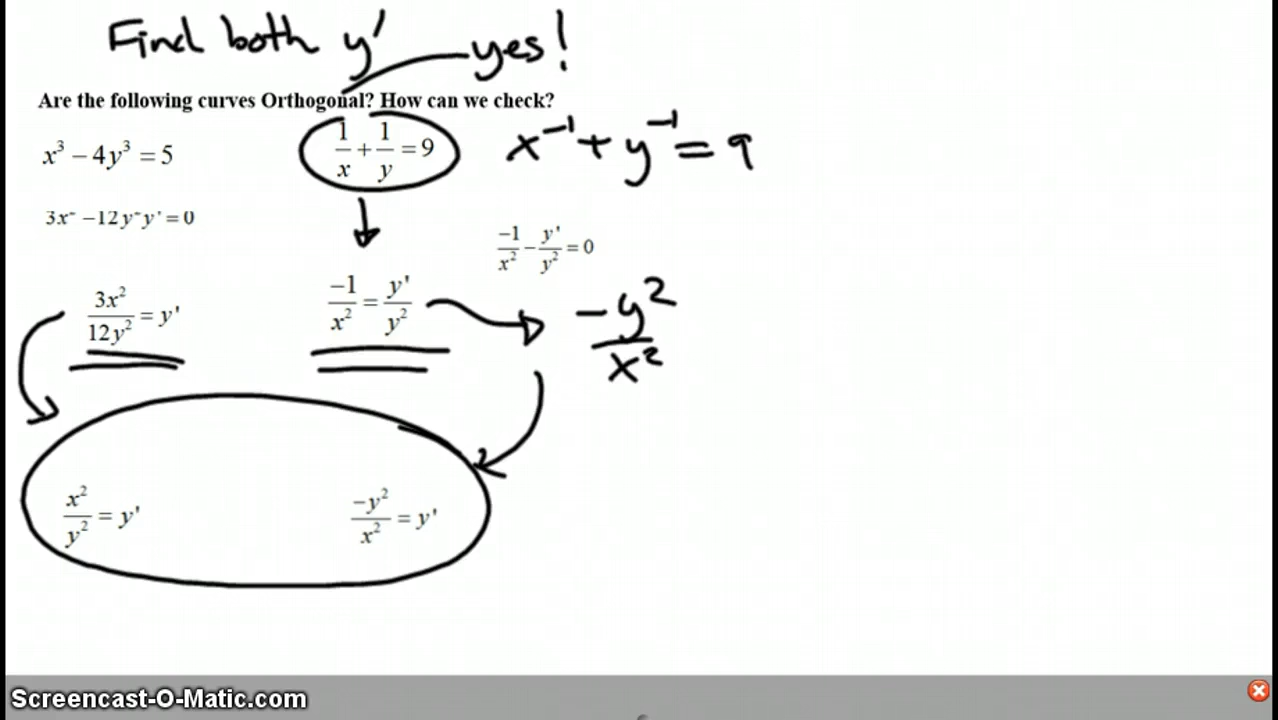 Find both y' yes!
Are the following curves Orthogonal? How can we check?
x³ − 4y³ = 5 1/x + 1/y = 9 x⁻¹ + y⁻¹ = 9
3x² − 12y² y' = 0 −1/x² − y'/y² = 0
3x²/12y² = y' −1/x² = y'/y² −y²/x²
x²/y² = y' −y²/x² = y'
Screencast-O-Matic.com